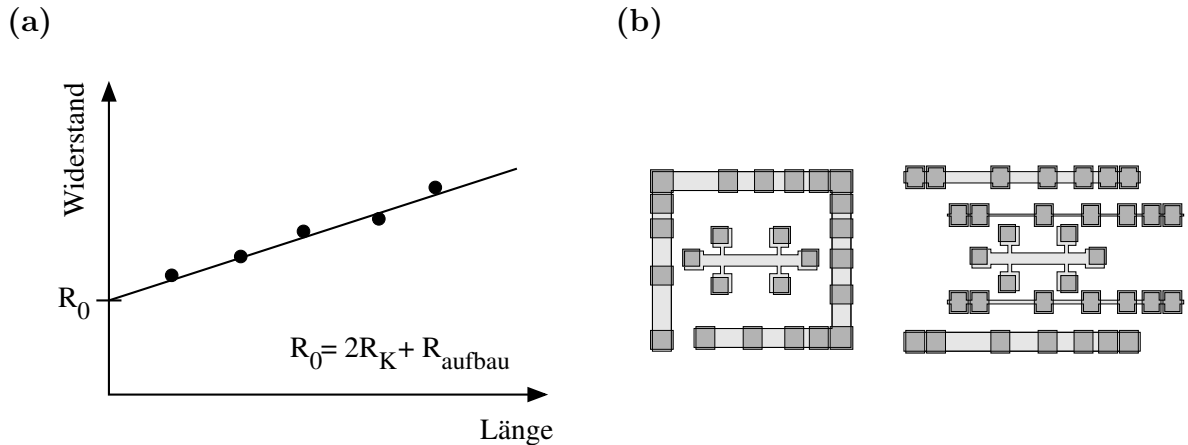 (a)
(b)
Widerstand
R0
R0= 2RK + Raufbau
Länge